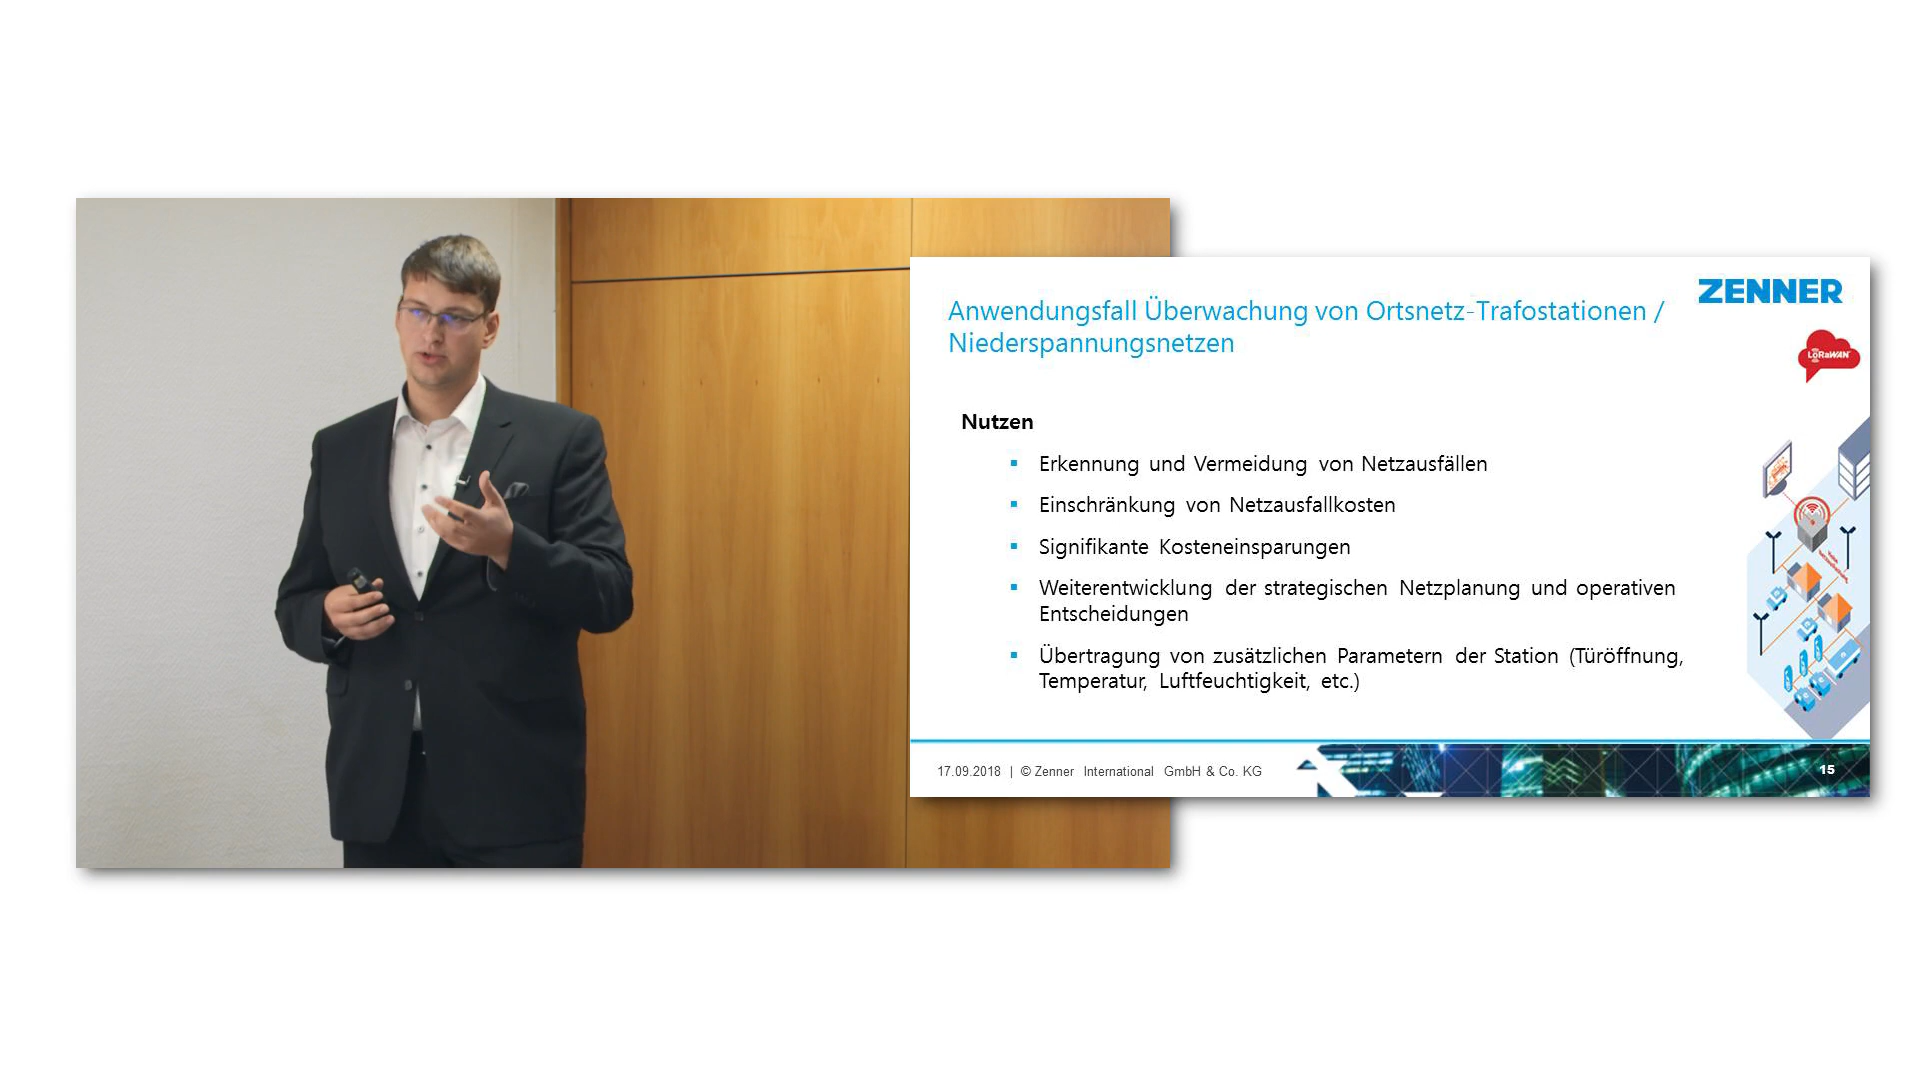 ZENNER
Anwendungsfall Überwachung von Ortsnetz-Trafostationen /
Niederspannungsnetzen
LoRaWAN
Nutzen
Erkennung und Vermeidung von Netzausfällen
Einschränkung von Netzausfallkosten
Signifikante Kosteneinsparungen
Weiterentwicklung der strategischen Netzplanung und operativen
Entscheidungen
Übertragung von zusätzlichen Parametern der Station (Türöffnung,
Temperatur, Luftfeuchtigkeit, etc.)
17.09.2018 | © Zenner International GmbH & Co. KG
15